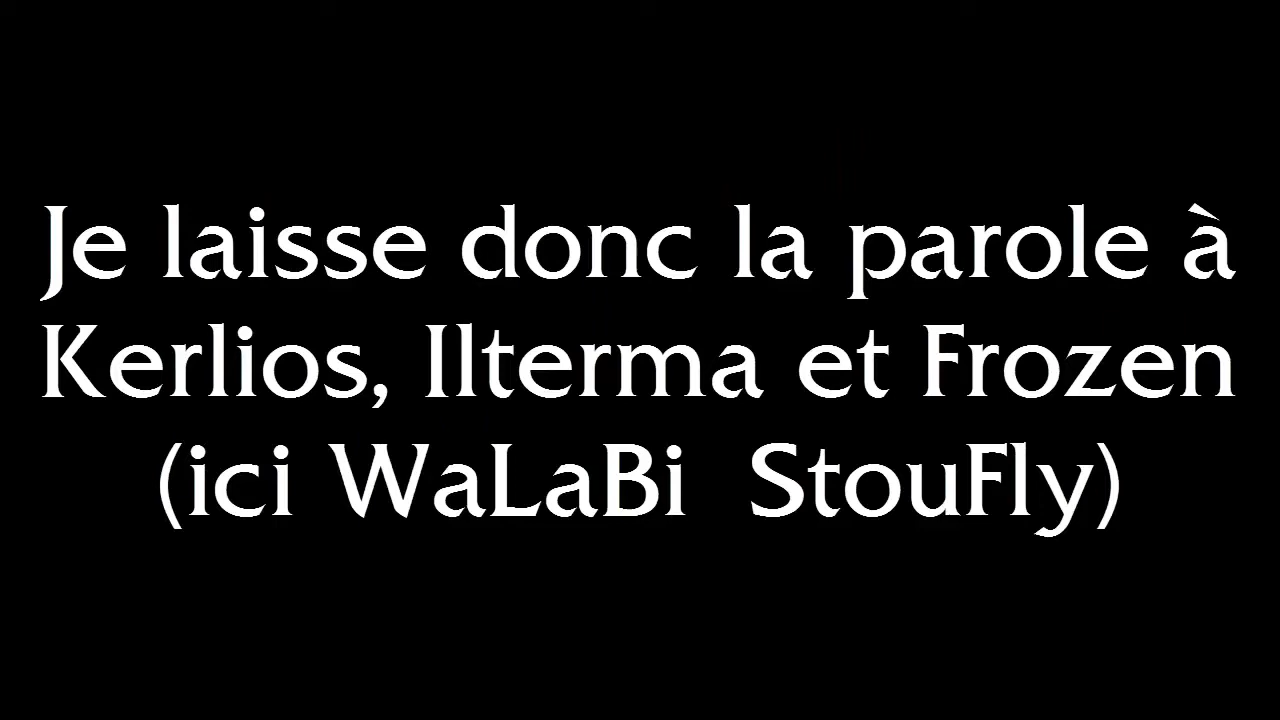 Je laisse donc la parole à
Kerlios, Ilterma et Frozen
(ici WaLaBi  StouFly)